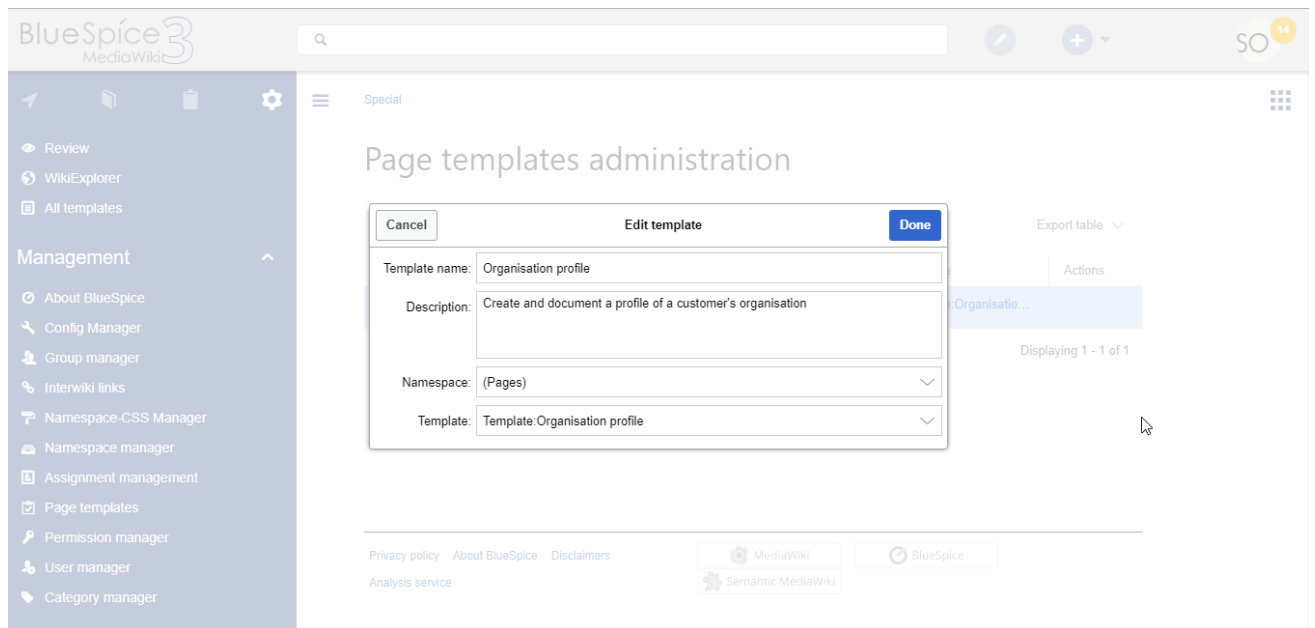 BlueSpice 3
MediaWiki
SO
14
Special
Review
WikiExplorer
All templates
Management
About BlueSpice
Config Manager
Group manager
Interwiki links
Namespace-CSS Manager
Namespace manager
Assignment management
Page templates
Permission manager
User manager
Category manager
Page templates administration
Cancel
Edit template
Done
Export table
Template name: Organisation profile
Actions
Description: Create and document a profile of a customer's organisation
:Organisatio...
Displaying 1 - 1 of 1
Namespace: (Pages)
Template: Template:Organisation profile
Privacy policy About BlueSpice Disclaimers
Analysis service
MediaWiki
BlueSpice
Semantic MediaWiki